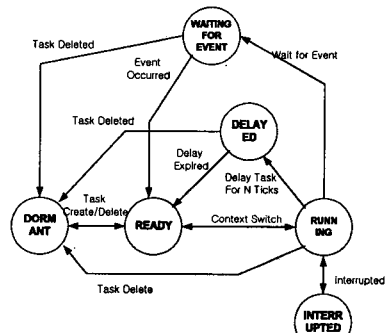 WAITING
FOR
EVENT
Task Deleted
Event
Occurred
Wait for Event
Task Deleted
DELAY
ED
Delay
Expired
Delay Task
For N Ticks
Task
Create/Delete
Context Switch
DORM
ANT
READY
RUNN
ING
Task Delete
Interrupted
INTERR
UPTED